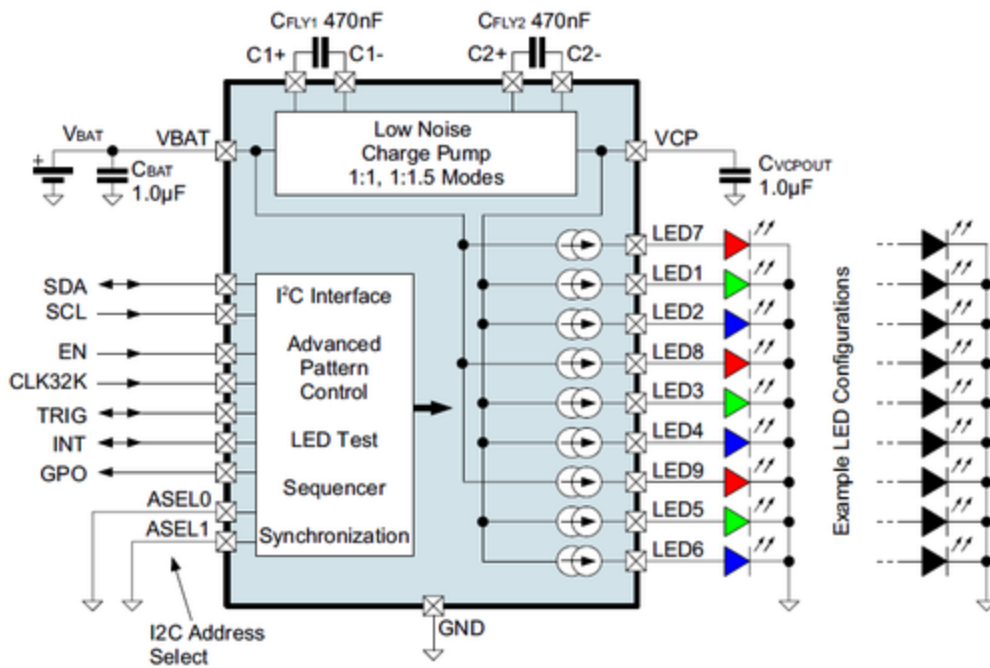 CFLY1 470nF
CFLY2 470nF
C1+
C1-
C2+
C2-
VBAT
VBAT
Low Noise
Charge Pump
1:1, 1:1.5 Modes
VCP
+
CBAT
1.0µF
CVCPOUT
1.0µF
LED7
LED1
LED2
LED8
LED3
LED4
LED9
LED5
LED6
SDA
SCL
EN
CLK32K
TRIG
INT
GPO
ASEL0
ASEL1
I²C Interface
Advanced
Pattern
Control
LED Test
Sequencer
Synchronization
Example LED Configurations
GND
I2C Address
Select